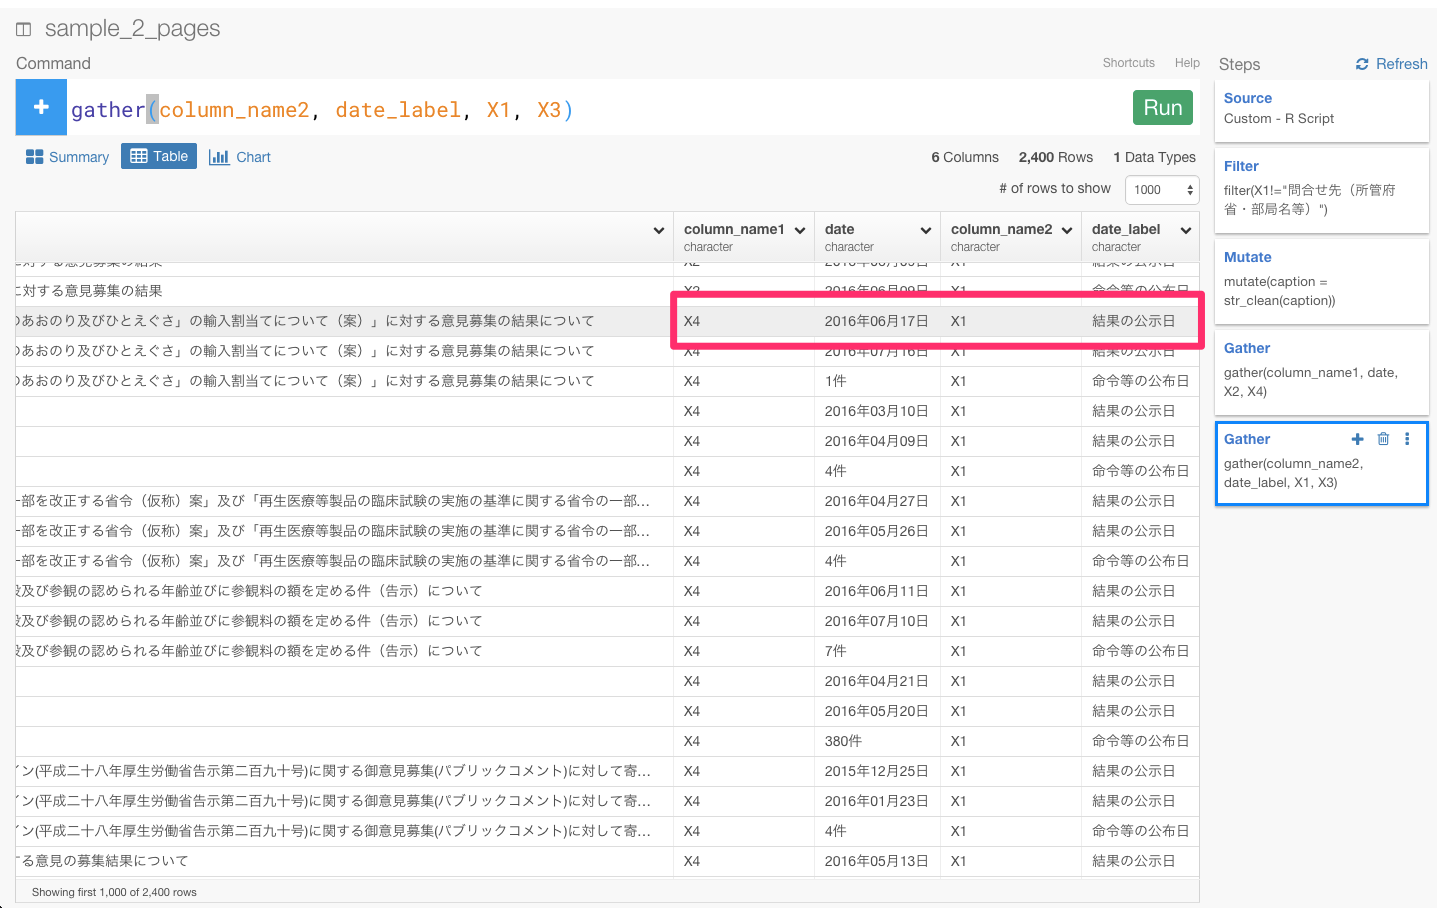 sample_2_pages
Command
Shortcuts Help
+ gather(column_name2, date_label, X1, X3)
Run
Summary Table Chart
6 Columns 2,400 Rows 1 Data Types
# of rows to show 1000
column_name1 date column_name2 date_label
character character character character
に対する意見募集の結果 X2 2016年06月09日 X1 命令等の公布日
のあおのり及びひとえぐさ」の輸入割当てについて（案）」に対する意見募集の結果について X4 2016年06月17日 X1 結果の公示日
のあおのり及びひとえぐさ」の輸入割当てについて（案）」に対する意見募集の結果について X4 2016年07月16日 X1 結果の公示日
のあおのり及びひとえぐさ」の輸入割当てについて（案）」に対する意見募集の結果について X4 1件 X1 命令等の公布日
X4 2016年03月10日 X1 結果の公示日
X4 2016年04月09日 X1 結果の公示日
X4 4件 X1 命令等の公布日
一部を改正する省令（仮称）案」及び「再生医療等製品の臨床試験の実施の基準に関する省令の一部... X4 2016年04月27日 X1 結果の公示日
一部を改正する省令（仮称）案」及び「再生医療等製品の臨床試験の実施の基準に関する省令の一部... X4 2016年05月26日 X1 結果の公示日
一部を改正する省令（仮称）案」及び「再生医療等製品の臨床試験の実施の基準に関する省令の一部... X4 4件 X1 命令等の公布日
及び参観の認められる年齢並びに参観料の額を定める件（告示）について X4 2016年06月11日 X1 結果の公示日
及び参観の認められる年齢並びに参観料の額を定める件（告示）について X4 2016年07月10日 X1 結果の公示日
及び参観の認められる年齢並びに参観料の額を定める件（告示）について X4 7件 X1 命令等の公布日
X4 2016年04月21日 X1 結果の公示日
X4 2016年05月20日 X1 結果の公示日
X4 380件 X1 命令等の公布日
イン(平成二十八年厚生労働省告示第二百九十号)に関する御意見募集(パブリックコメント)に対して寄... X4 2015年12月25日 X1 結果の公示日
イン(平成二十八年厚生労働省告示第二百九十号)に関する御意見募集(パブリックコメント)に対して寄... X4 2016年01月23日 X1 結果の公示日
イン(平成二十八年厚生労働省告示第二百九十号)に関する御意見募集(パブリックコメント)に対して寄... X4 4件 X1 命令等の公布日
する意見の募集結果について X4 2016年05月13日 X1 結果の公示日
Showing first 1,000 of 2,400 rows
Steps Refresh
Source
Custom - R Script
Filter
filter(X1!="問合せ先（所管府
省・部局名等）")
Mutate
mutate(caption =
str_clean(caption))
Gather
gather(column_name1, date,
X2, X4)
Gather
gather(column_name2,
date_label, X1, X3)